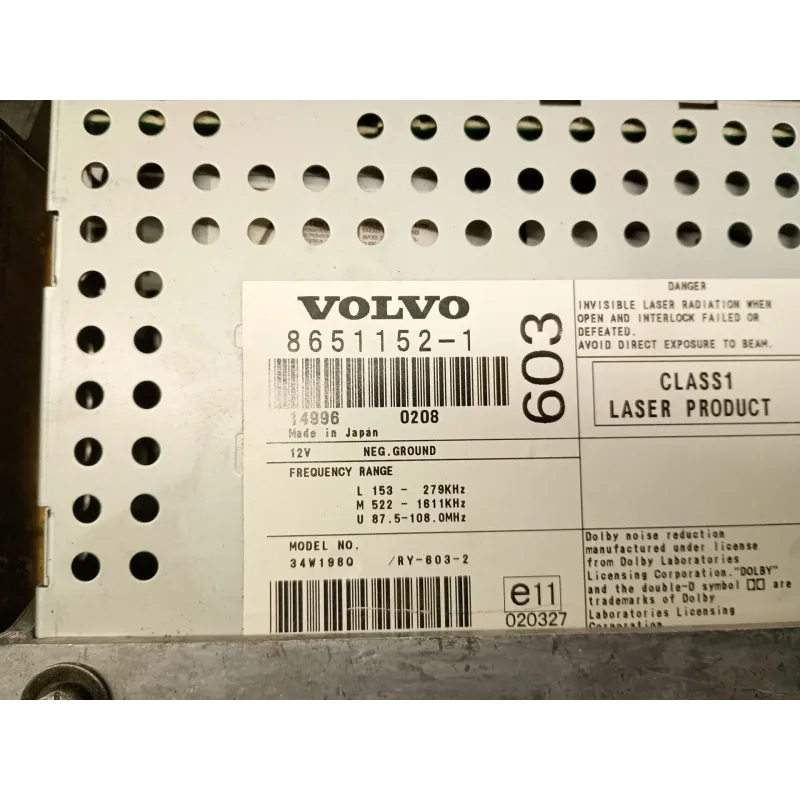 VOLVO
8651152-1
603
14996 0208
Made in Japan
12V NEG.GROUND
FREQUENCY RANGE
L 153 - 279KHz
M 522 - 1611KHz
U 87.5-108.0MHz
MODEL NO.
34W198Q /RY-603-2
e11
020327
DANGER
INVISIBLE LASER RADIATION WHEN
OPEN AND INTERLOCK FAILED OR
DEFEATED.
AVOID DIRECT EXPOSURE TO BEAM.
CLASS1
LASER PRODUCT
Dolby noise reduction
manufactured under license
from Dolby Laboratories
Licensing Corporation."DOLBY"
and the double-D symbol are
trademarks of Dolby
Laboratories Licensing
Corporation